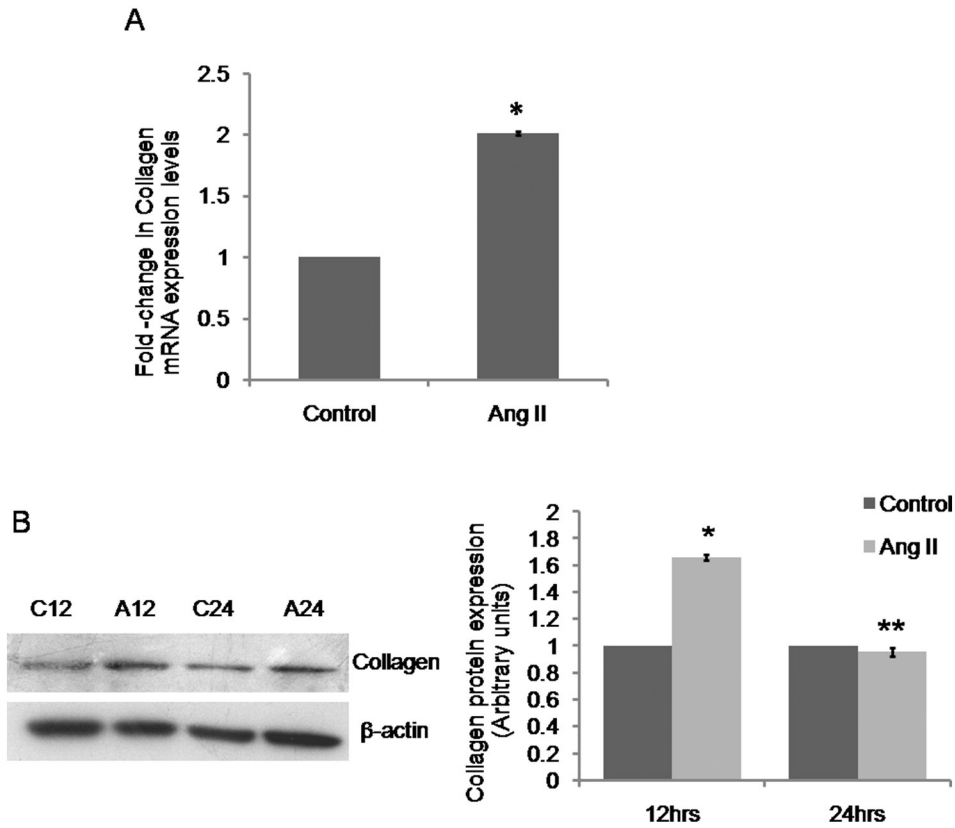 A
Fold -change in Collagen
mRNA expression levels
2.5
2
1.5
1
0.5
0
*
Control
Ang II
B
C12
A12
C24
A24
Collagen
β-actin
Collagen protein expression
(Arbitrary units)
2
1.8
1.6
1.4
1.2
1
0.8
0.6
0.4
0.2
0
*
**
12hrs
24hrs
Control
Ang II